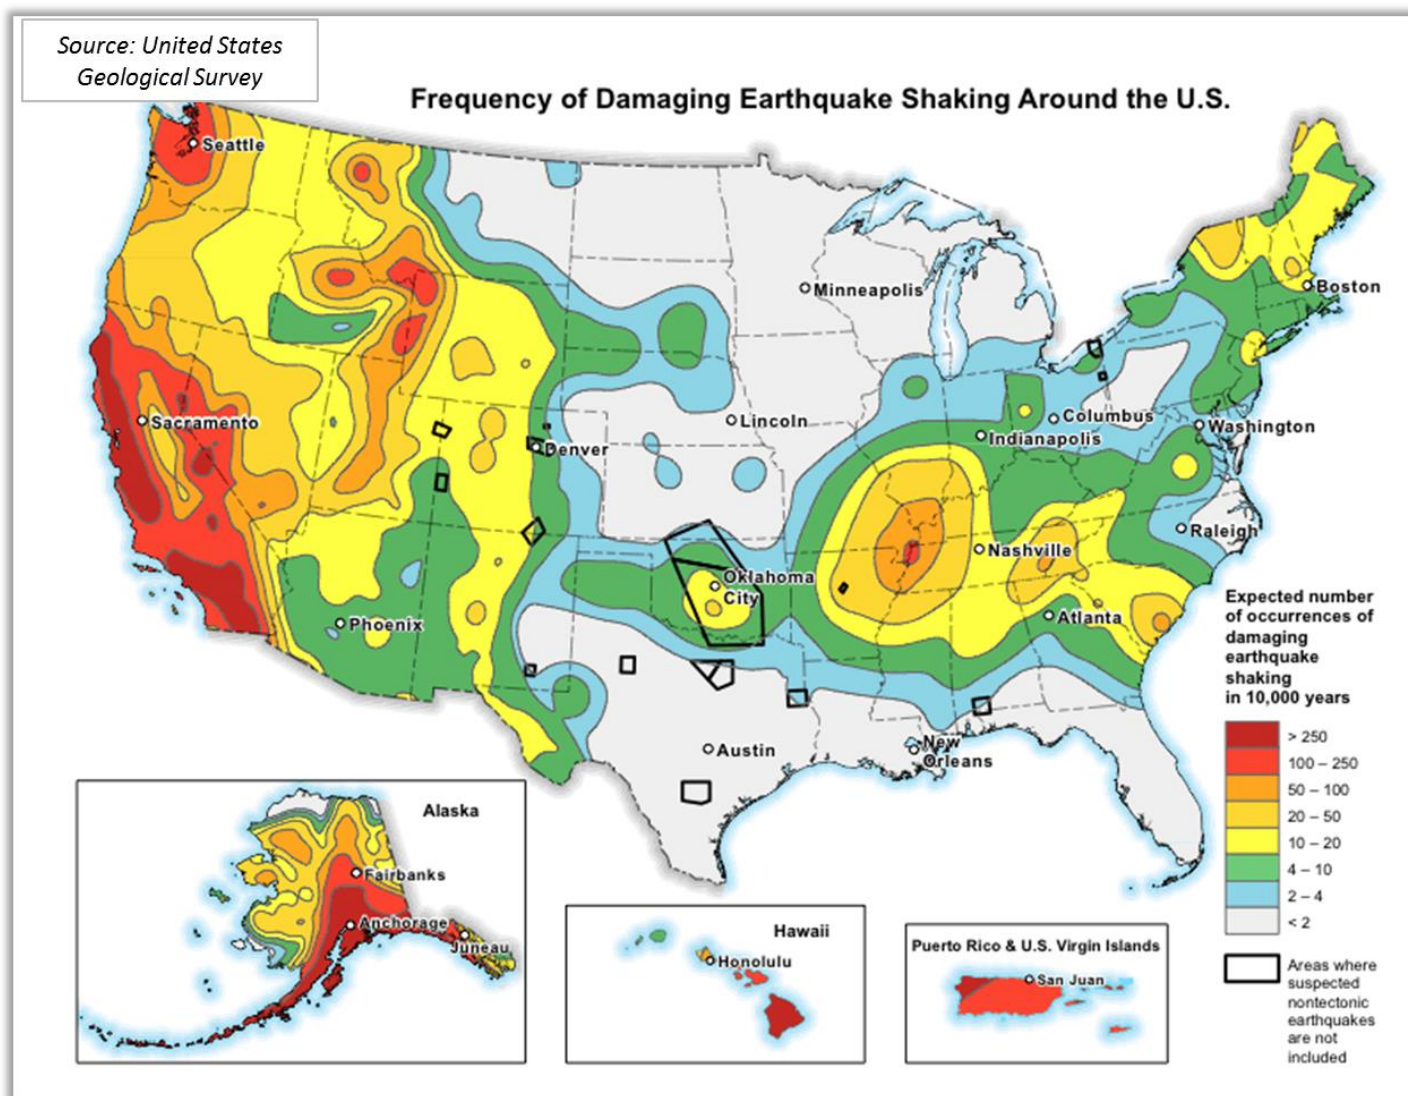 Source: United States
Geological Survey
Frequency of Damaging Earthquake Shaking Around the U.S.
Seattle
Minneapolis
Boston
Sacramento
Lincoln
Columbus
Washington
Indianapolis
Denver
Raleigh
Nashville
Oklahoma
City
Phoenix
Atlanta
Austin
New
Orleans
Expected number
of occurrences of
damaging
earthquake
shaking
in 10,000 years
> 250
100 – 250
50 – 100
20 – 50
10 – 20
4 – 10
2 – 4
< 2
Areas where
suspected
nontectonic
earthquakes
are not
included
Alaska
Fairbanks
Anchorage
Juneau
Hawaii
Honolulu
Puerto Rico & U.S. Virgin Islands
San Juan